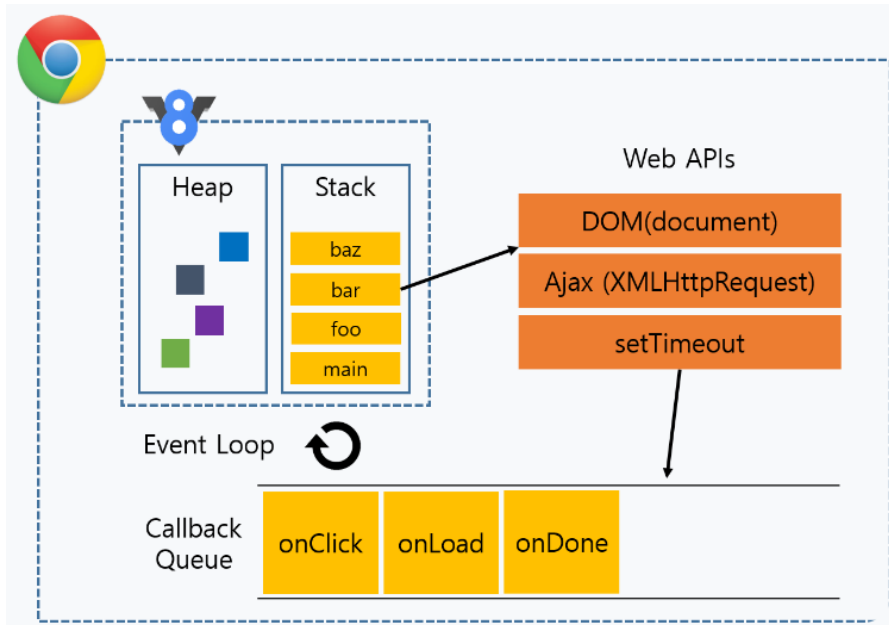 8
Heap
Stack
baz
bar
foo
main
Web APIs
DOM(document)
Ajax (XMLHttpRequest)
setTimeout
Event Loop
Callback
Queue
onClick
onLoad
onDone